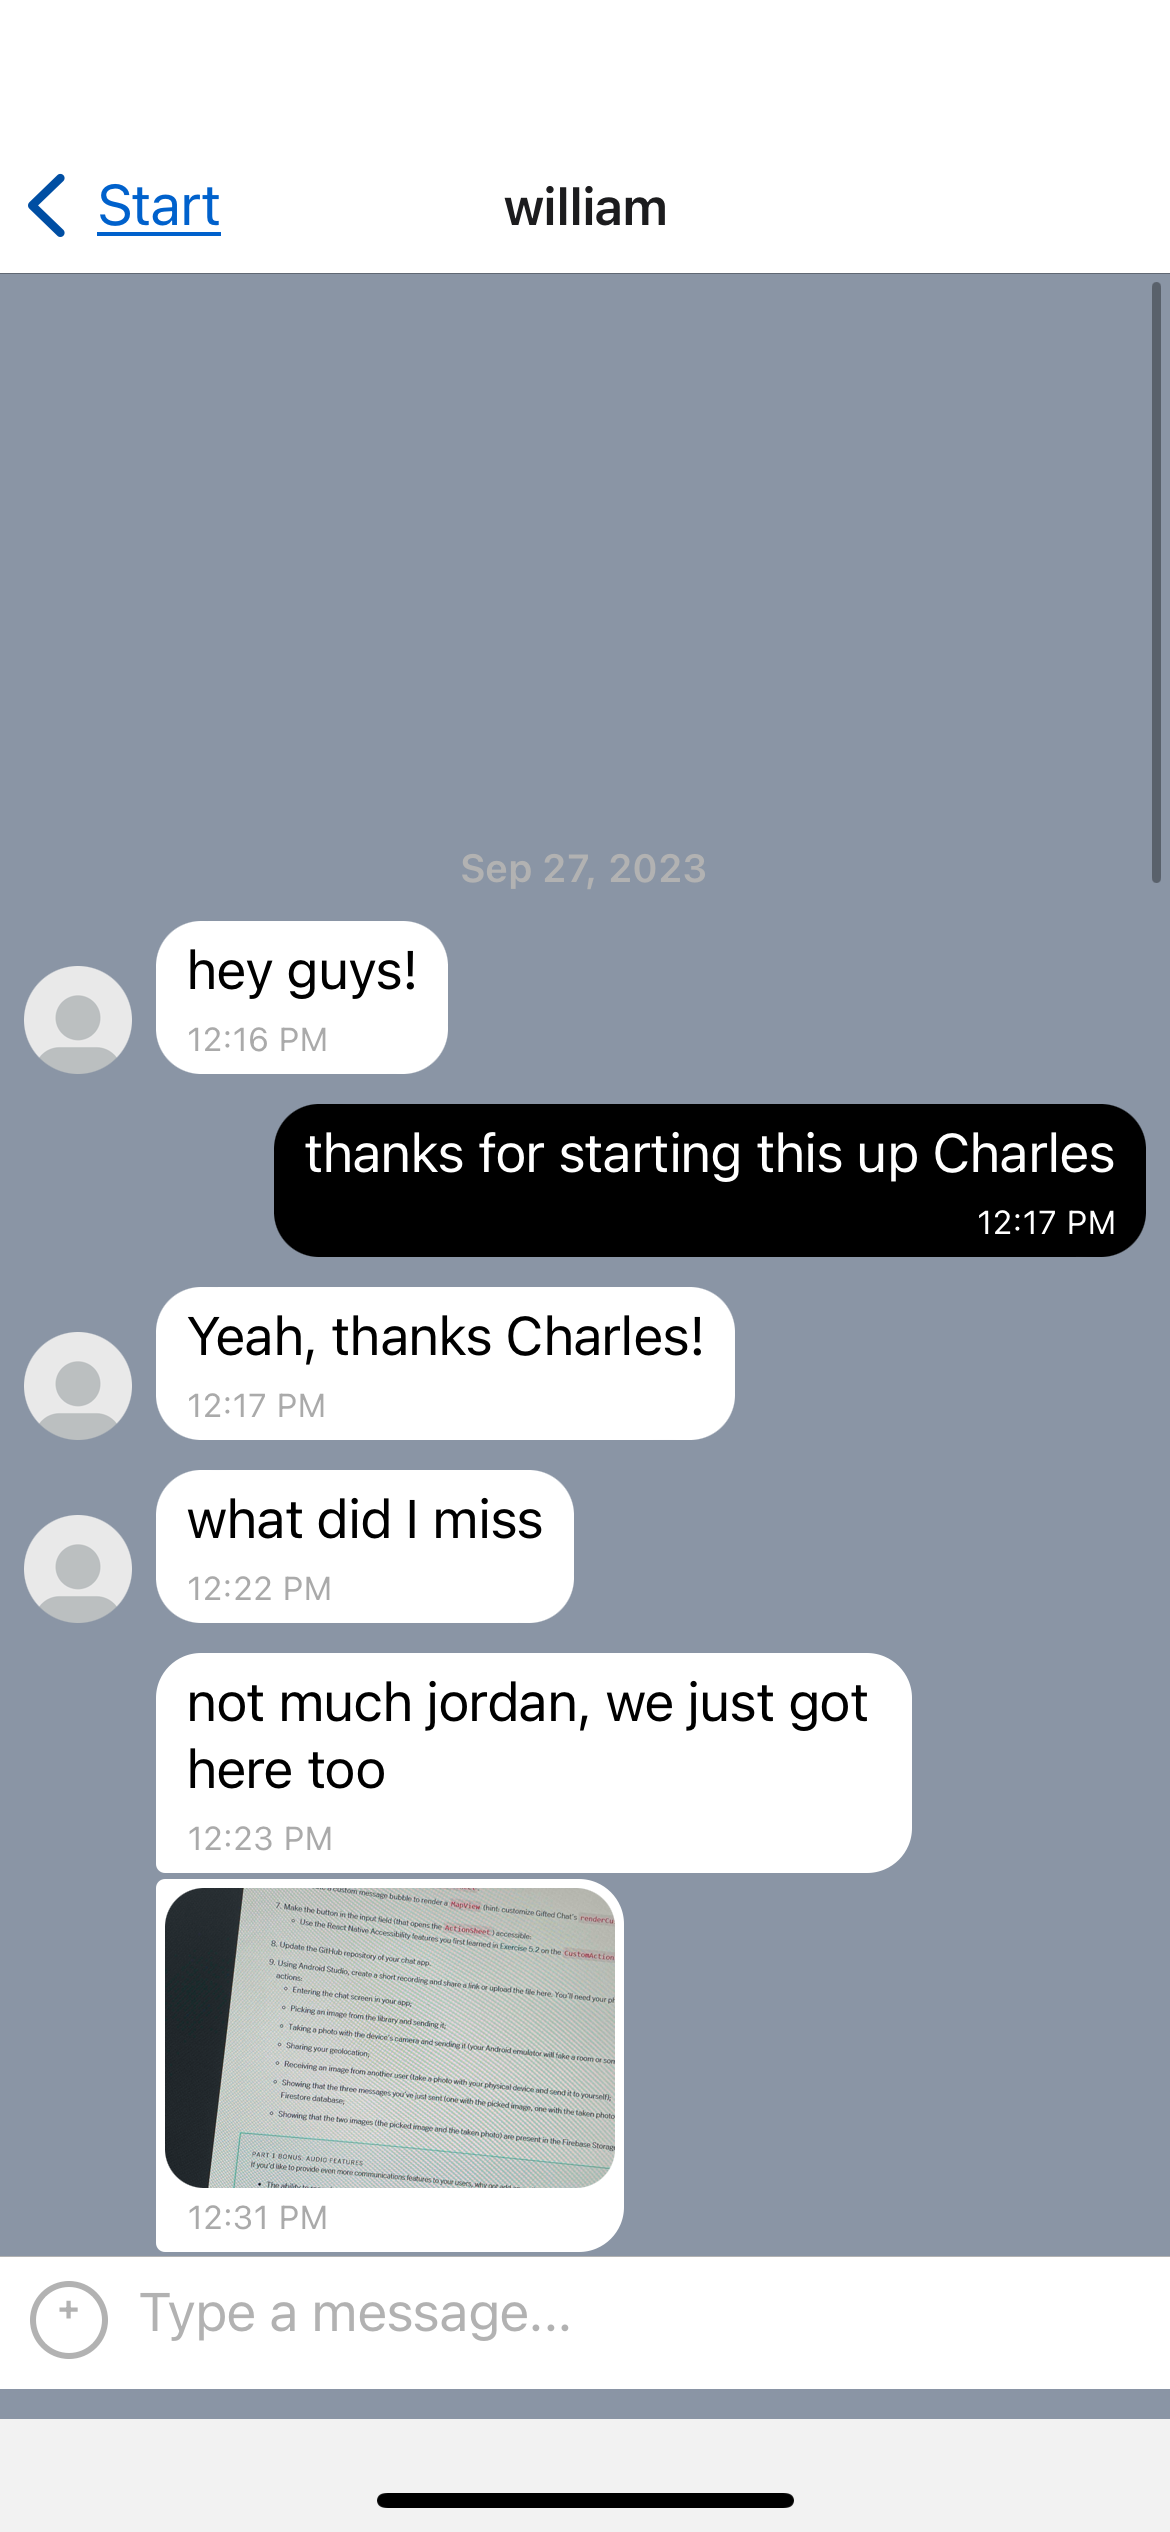 Start
william
Sep 27, 2023
hey guys!
12:16 PM
thanks for starting this up Charles
12:17 PM
Yeah, thanks Charles!
12:17 PM
what did I miss
12:22 PM
not much jordan, we just got
here too
12:23 PM
a custom message bubble to render a MapView (hint: customize Gifted Chat's renderCu
7. Make the button in the input field (that opens the ActionSheet) accessible:
Use the React Native Accessibility features you first learned in Exercise 5.2 on the CustomAction
8. Update the GitHub repository of your chat app.
9. Using Android Studio, create a short recording and share a link or upload the file here. You'll need your ph
actions:
Entering the chat screen in your app;
Picking an image from the library and sending it;
Taking a photo with the device's camera and sending it (your Android emulator will fake a room or som
Sharing your geolocation;
Receiving an image from another user (take a photo with your physical device and send it to yourself);
Showing that the three messages you've just sent (one with the picked image, one with the taken photo
Firestore database;
Showing that the two images (the picked image and the taken photo) are present in the Firebase Storag
PART 1 BONUS: AUDIO FEATURES
If you'd like to provide even more communications features to your users, why not add
The ability to
12:31 PM
+ Type a message...